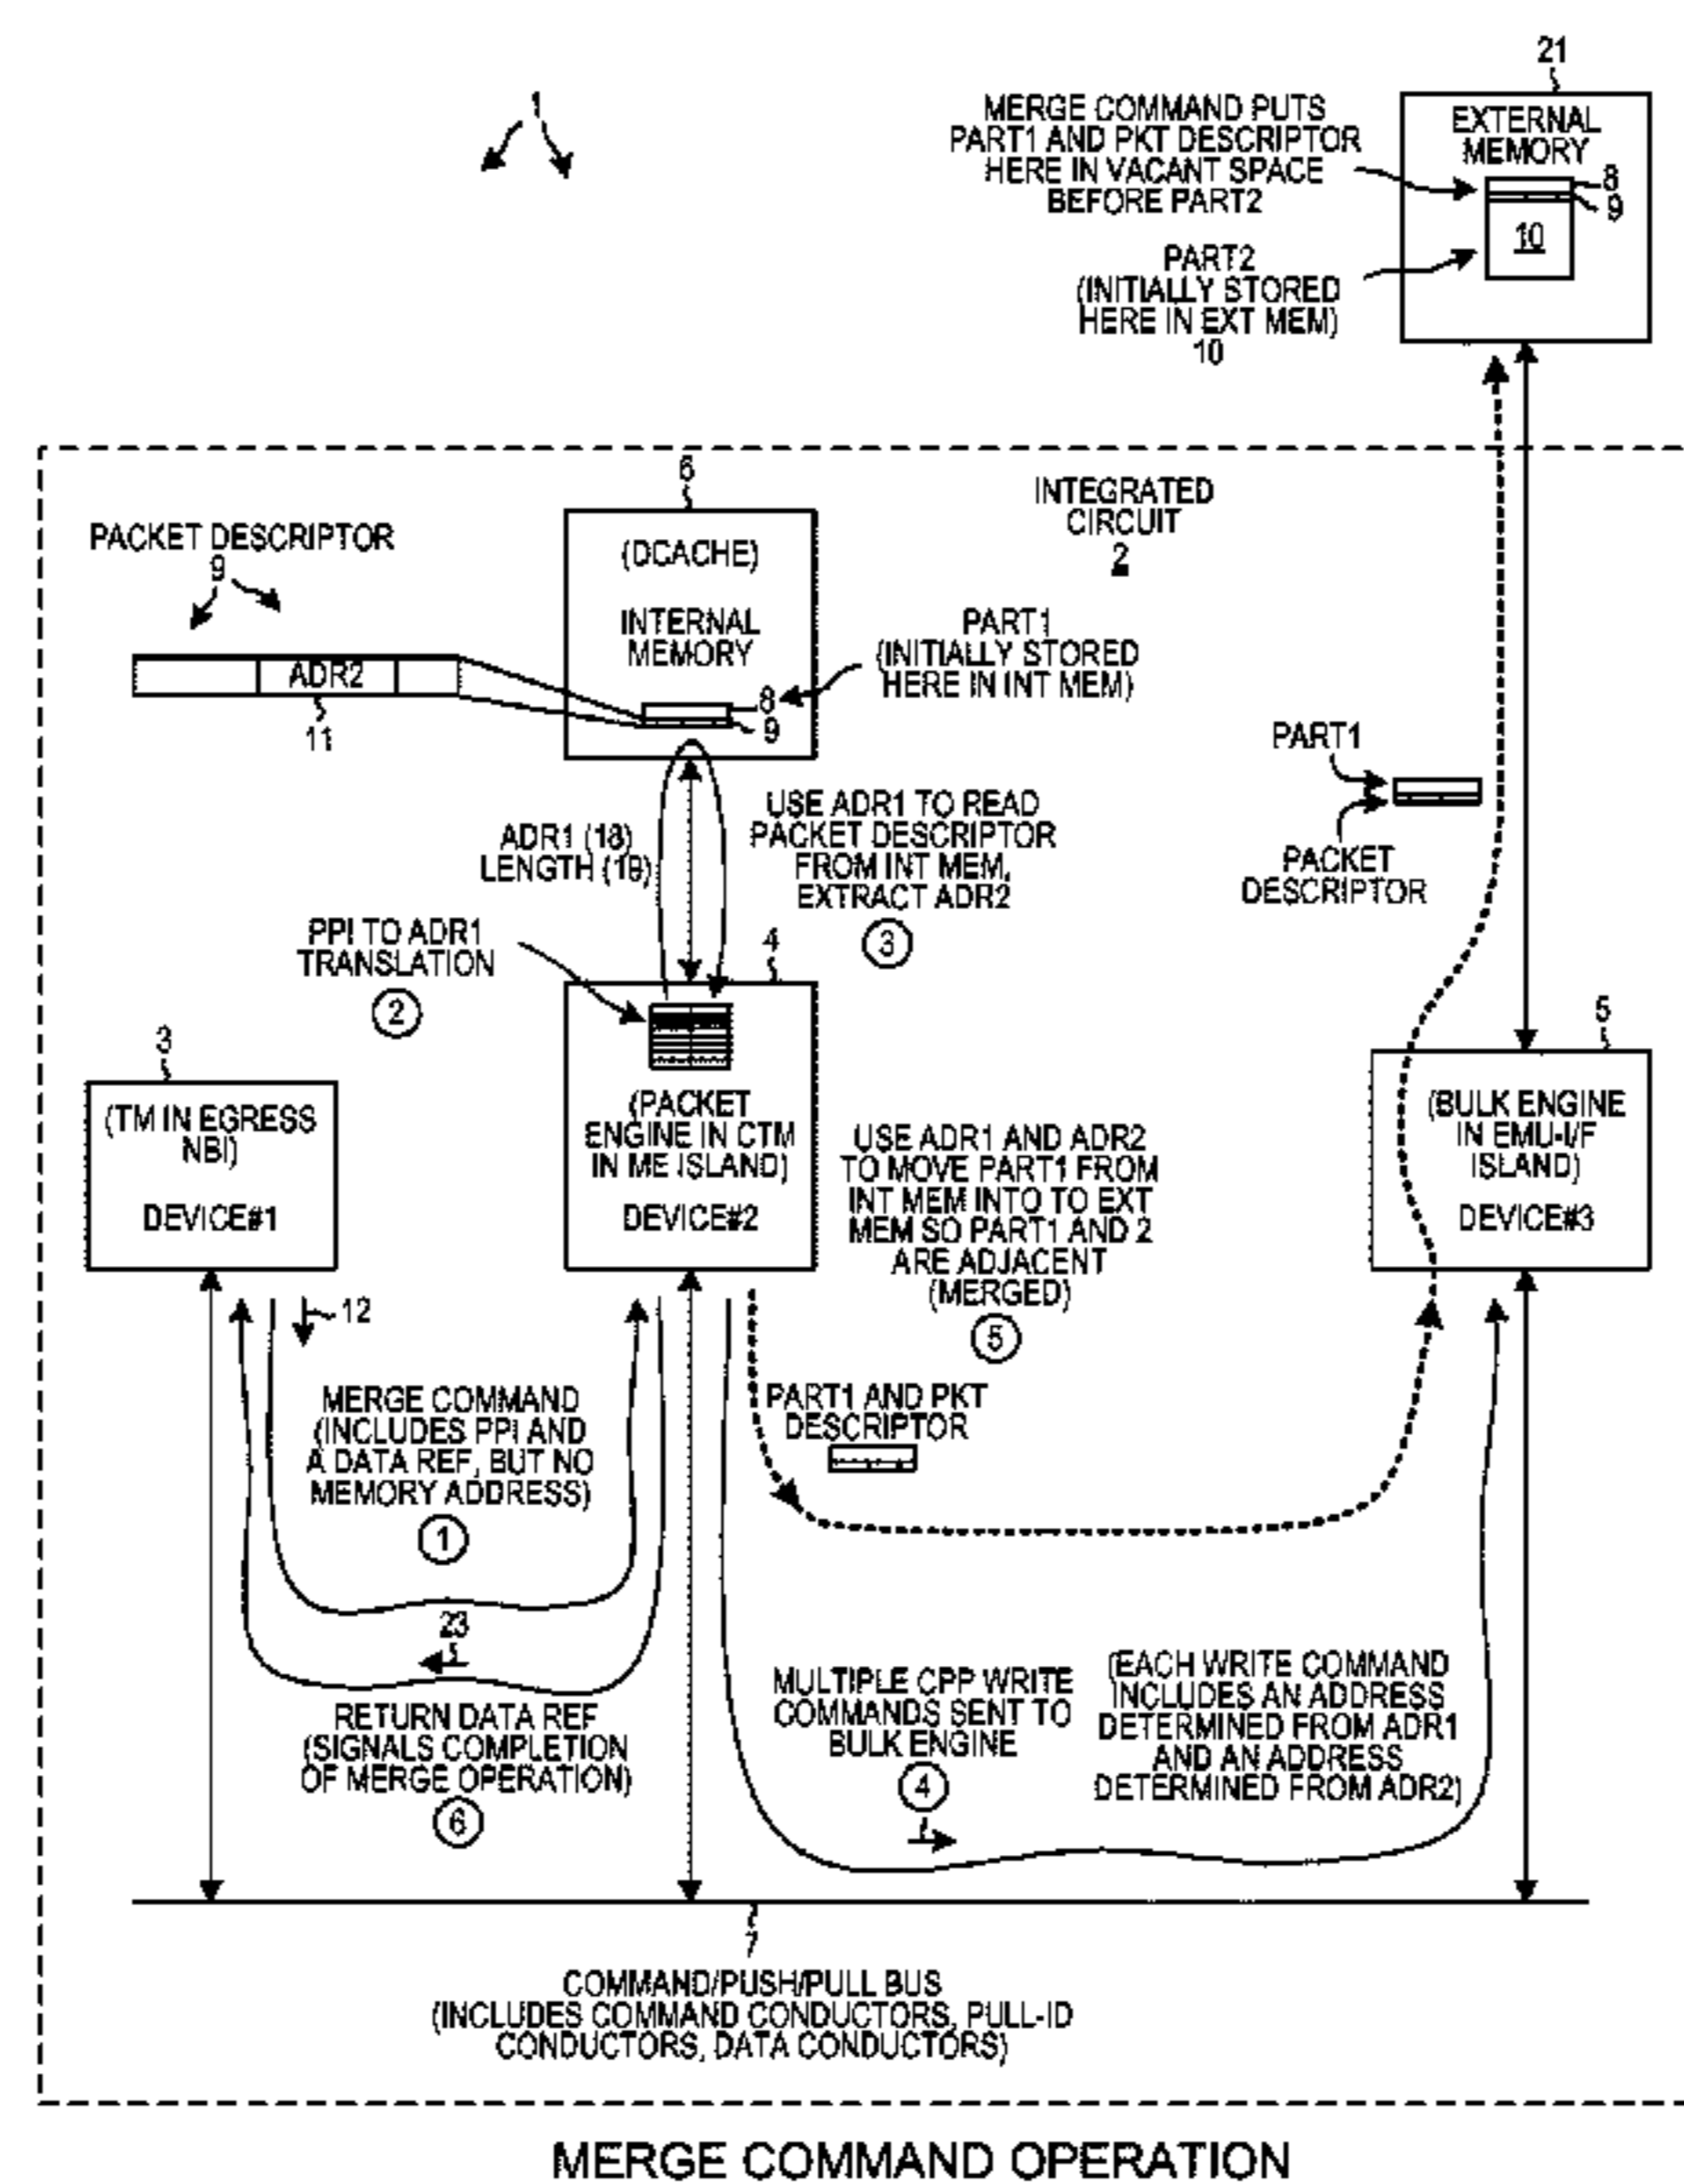 1
21
MERGE COMMAND PUTS
PART1 AND PKT DESCRIPTOR
HERE IN VACANT SPACE
BEFORE PART2
EXTERNAL
MEMORY
8
9
10
PART2
(INITIALLY STORED
HERE IN EXT MEM)
10
6
INTEGRATED
CIRCUIT
2
PACKET DESCRIPTOR
9
(DCACHE)
INTERNAL
MEMORY
PART1
(INITIALLY STORED
HERE IN INT MEM)
ADR2
11
8
9
PART1
PACKET
DESCRIPTOR
ADR1 (18)
LENGTH (19)
USE ADR1 TO READ
PACKET DESCRIPTOR
FROM INT MEM,
EXTRACT ADR2
3
PPI TO ADR1
TRANSLATION
2
4
3
5
(TM IN EGRESS
NBI)
DEVICE#1
(PACKET
ENGINE IN CTM
IN ME ISLAND)
DEVICE#2
USE ADR1 AND ADR2
TO MOVE PART1 FROM
INT MEM INTO TO EXT
MEM SO PART1 AND 2
ARE ADJACENT
(MERGED)
5
(BULK ENGINE
IN EMU-I/F
ISLAND)
DEVICE#3
12
MERGE COMMAND
(INCLUDES PPI AND
A DATA REF, BUT NO
MEMORY ADDRESS)
1
PART1 AND PKT
DESCRIPTOR
23
RETURN DATA REF
(SIGNALS COMPLETION
OF MERGE OPERATION)
6
MULTIPLE CPP WRITE
COMMANDS SENT TO
BULK ENGINE
4
(EACH WRITE COMMAND
INCLUDES AN ADDRESS
DETERMINED FROM ADR1
AND AN ADDRESS
DETERMINED FROM ADR2)
7
COMMAND/PUSH/PULL BUS
(INCLUDES COMMAND CONDUCTORS, PULL-ID
CONDUCTORS, DATA CONDUCTORS)
MERGE COMMAND OPERATION